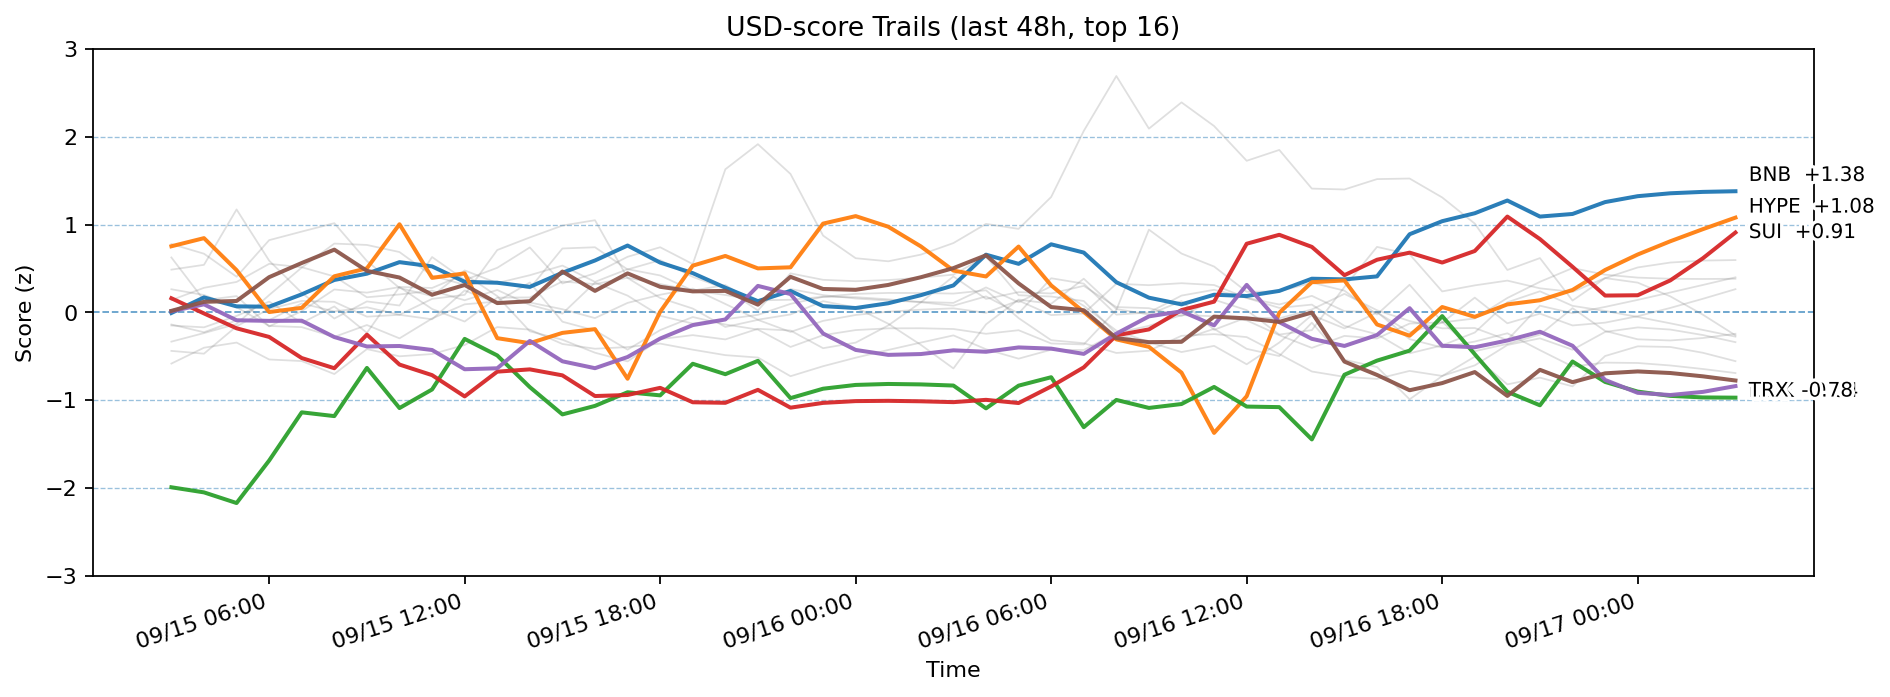 USD-score Trails (last 48h, top 16)
3
2
1
0
−1
−2
−3
Score (z)
BNB +1.38
HYPE +1.08
SUI +0.91
TRX -0.78
09/15 06:00
09/15 12:00
09/15 18:00
09/16 00:00
09/16 06:00
09/16 12:00
09/16 18:00
09/17 00:00
Time